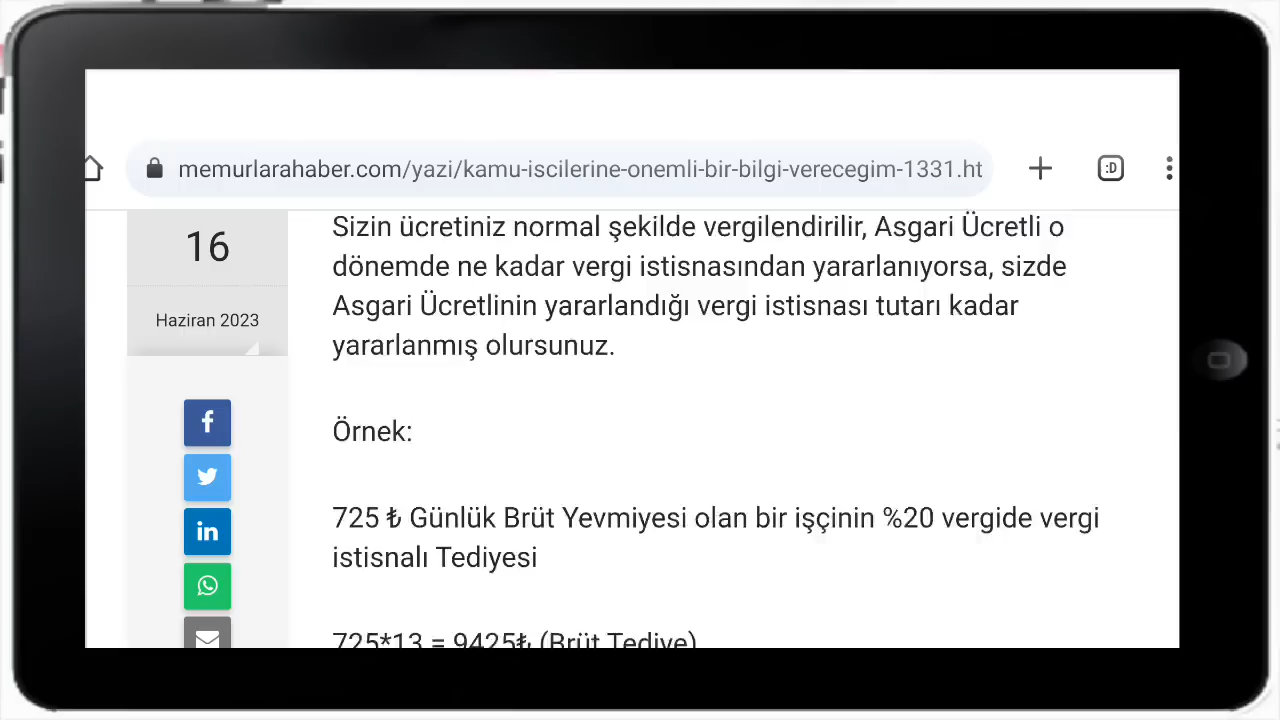 memurlarahaber.com/yazi/kamu-iscilerine-onemli-bir-bilgi-verecegim-1331.ht
:D
16
Haziran 2023
Sizin ücretiniz normal şekilde vergilendirilir, Asgari Ücretli o
dönemde ne kadar vergi istisnasından yararlanıyorsa, sizde
Asgari Ücretlinin yararlandığı vergi istisnası tutarı kadar
yararlanmış olursunuz.
Örnek:
725 ₺ Günlük Brüt Yevmiyesi olan bir işçinin %20 vergide vergi
istisnalı Tediyesi
725*13 = 9425₺ (Brüt Tediye)